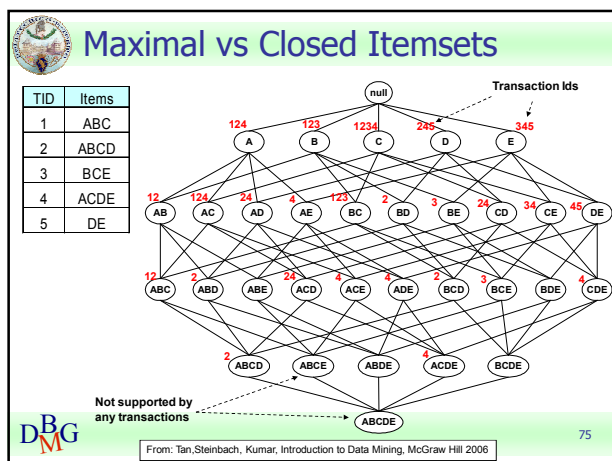 Maximal vs Closed Itemsets
TID Items
1 ABC
2 ABCD
3 BCE
4 ACDE
5 DE
Transaction Ids
null
124 123 1234 245 345
A B C D E
12 124 24 4 123 2 3 24 34 45
AB AC AD AE BC BD BE CD CE DE
12 2 24 4 4 2 3 4
ABC ABD ABE ACD ACE ADE BCD BCE BDE CDE
2 4
ABCD ABCE ABDE ACDE BCDE
Not supported by
any transactions
ABCDE
DBMG
75
From: Tan,Steinbach, Kumar, Introduction to Data Mining, McGraw Hill 2006